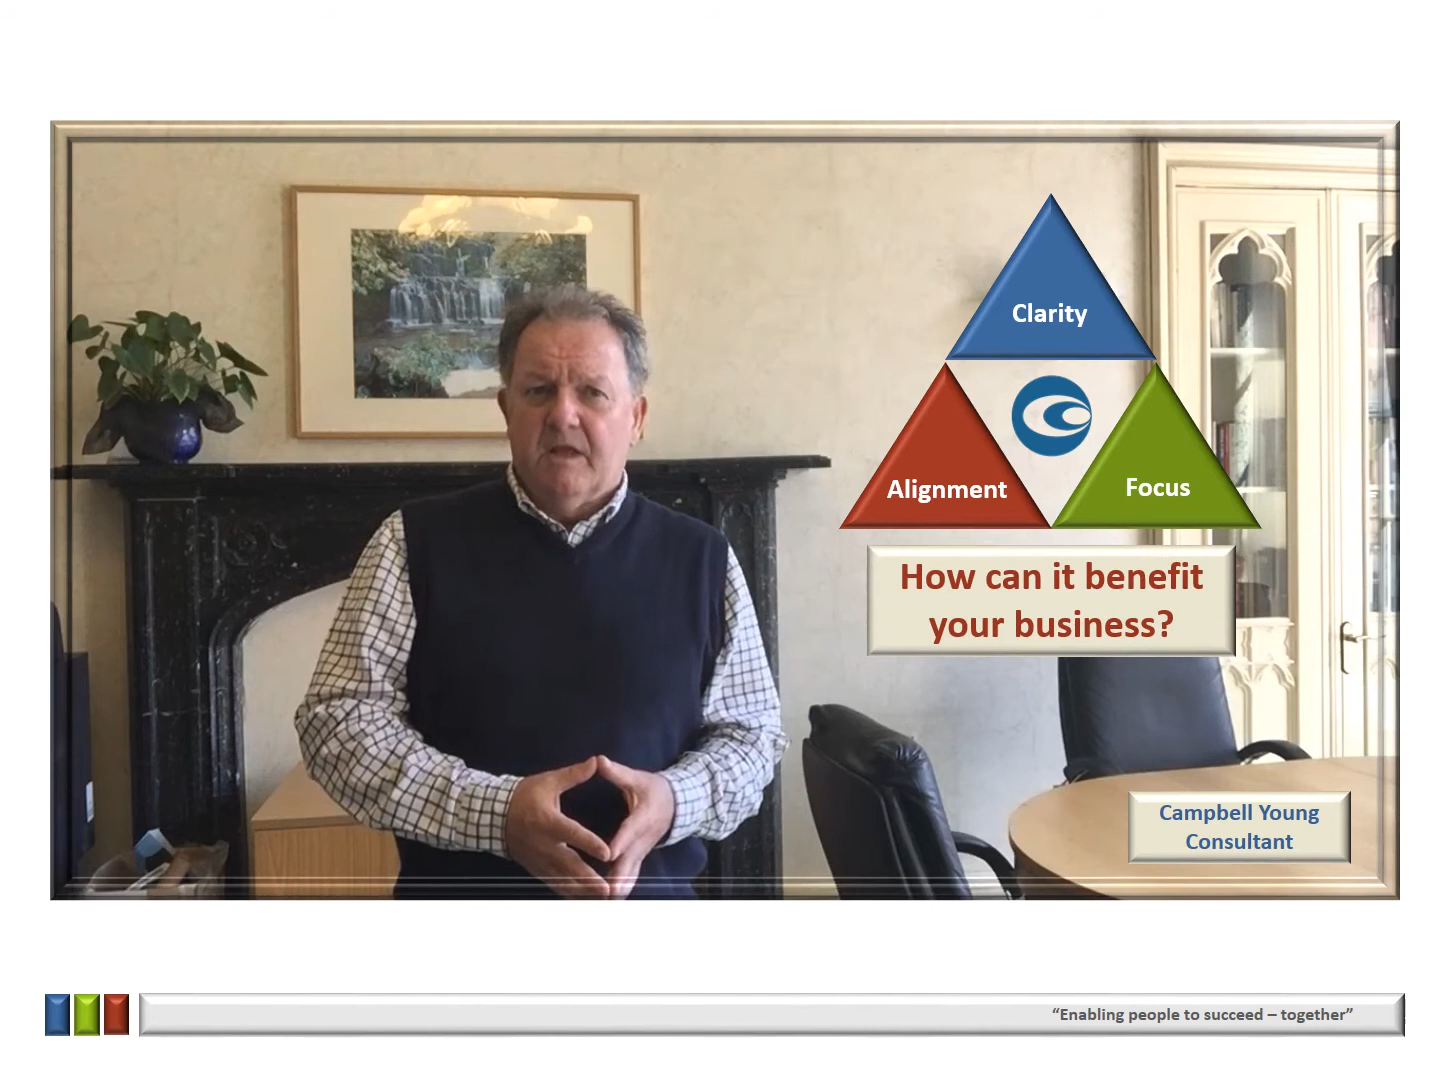 Clarity
Alignment
Focus
How can it benefit
your business?
Campbell Young
Consultant
“Enabling people to succeed – together”